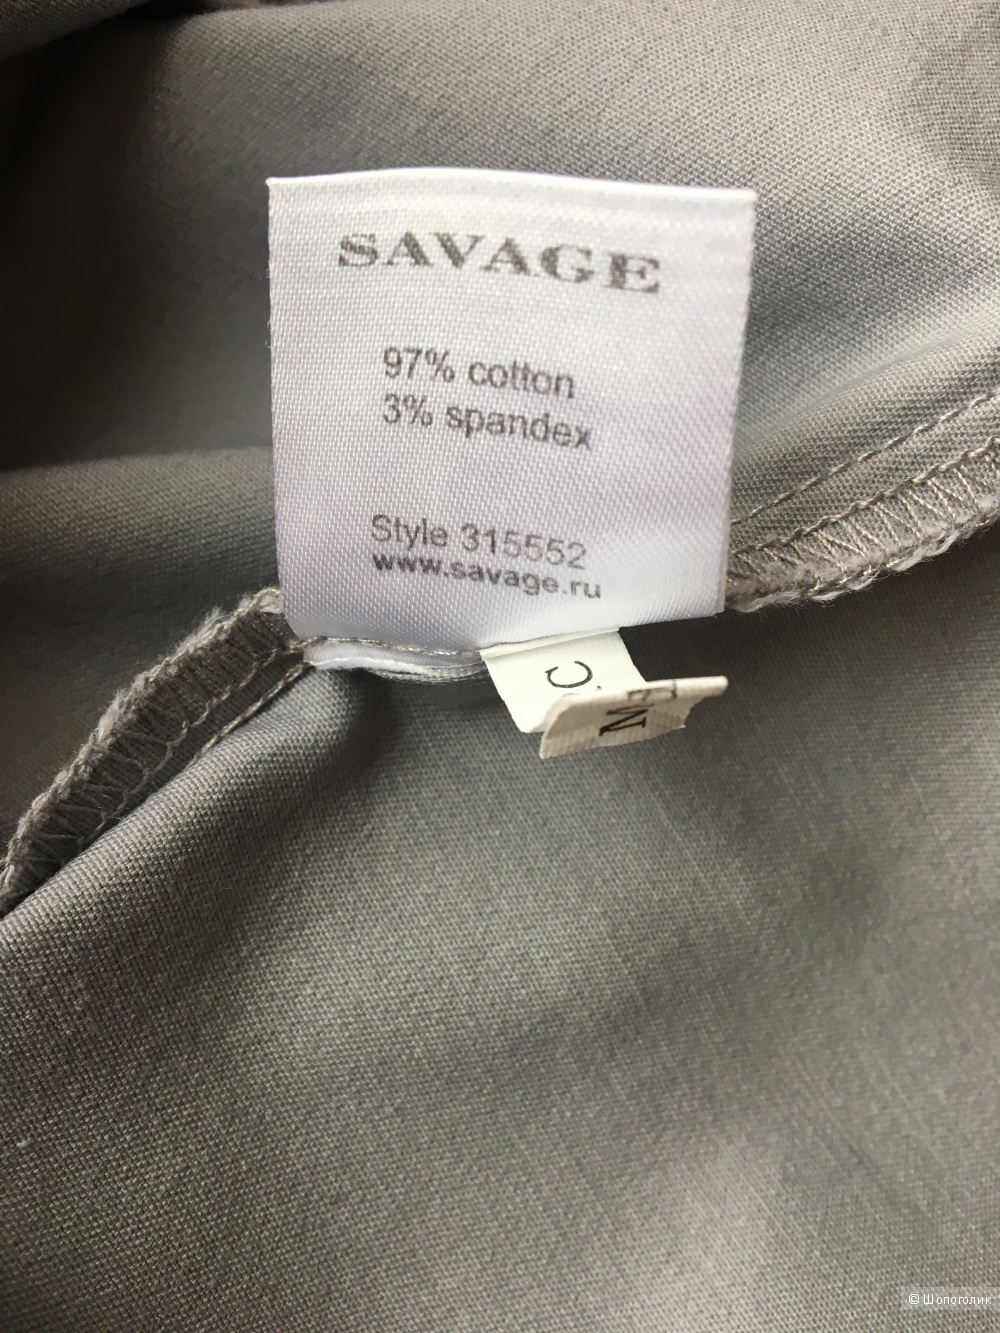 SAVAGE
97% cotton
3% spandex
Style 315552
www.savage.ru
© Шопоголик